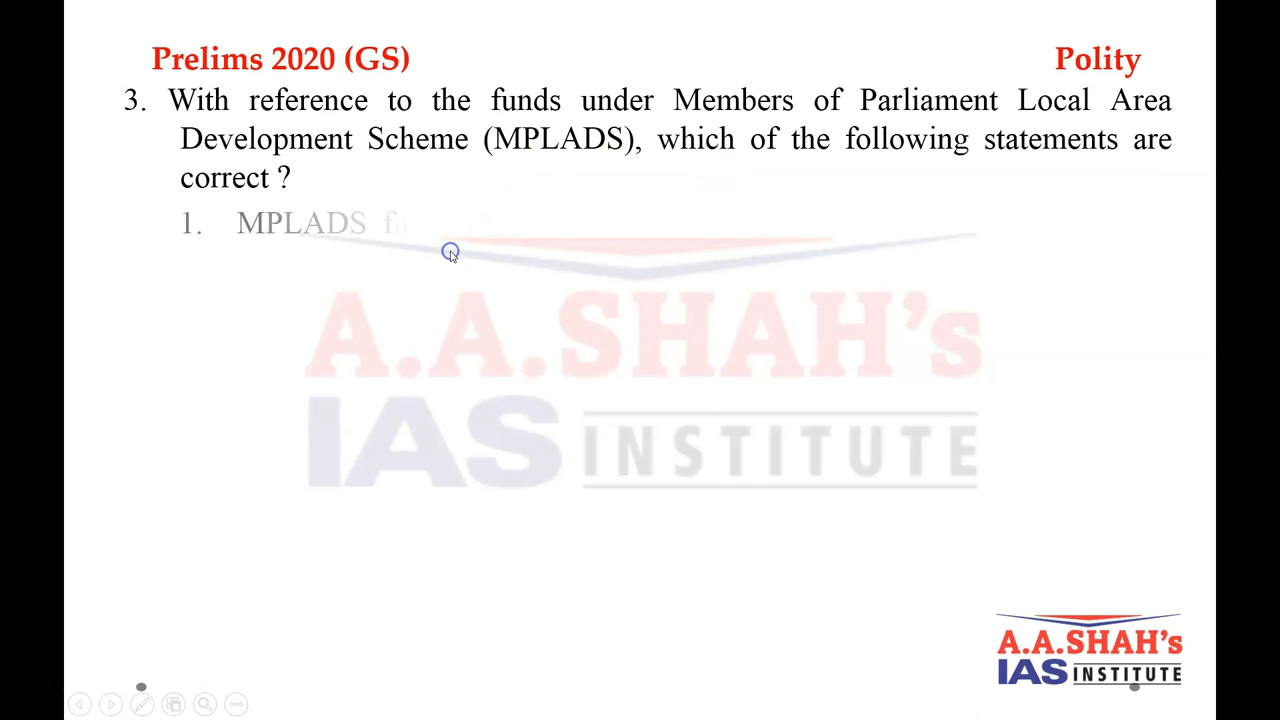 Prelims 2020 (GS) Polity
3. With reference to the funds under Members of Parliament Local Area
Development Scheme (MPLADS), which of the following statements are
correct ?
1. MPLADS
A.A.SHAH's
IAS INSTITUTE
A.A.SHAH's
IAS INSTITUTE